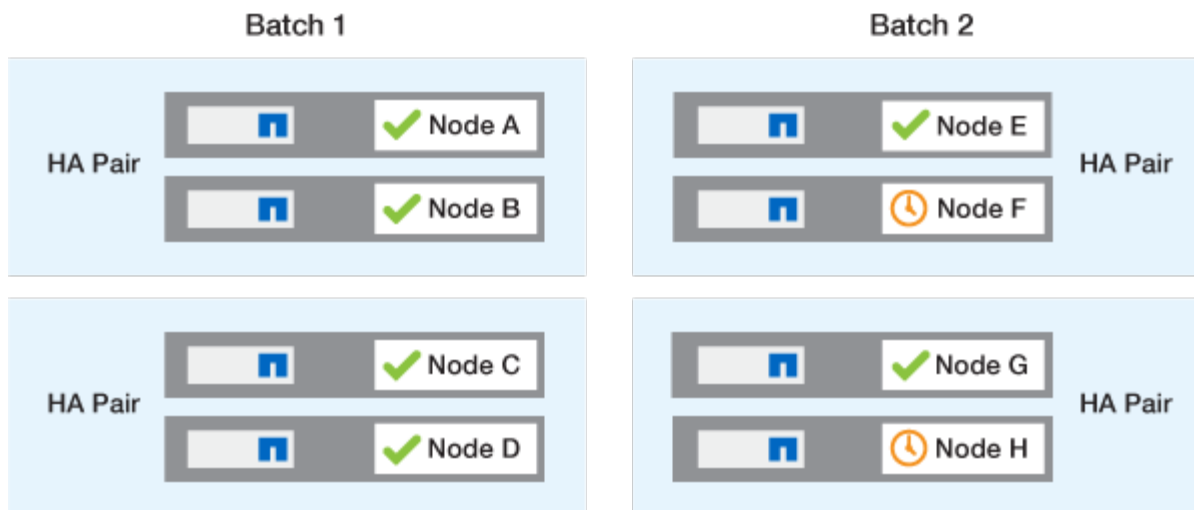 Batch 1
HA Pair
Node A
Node B
HA Pair
Node C
Node D
Batch 2
Node E
Node F
HA Pair
Node G
Node H
HA Pair